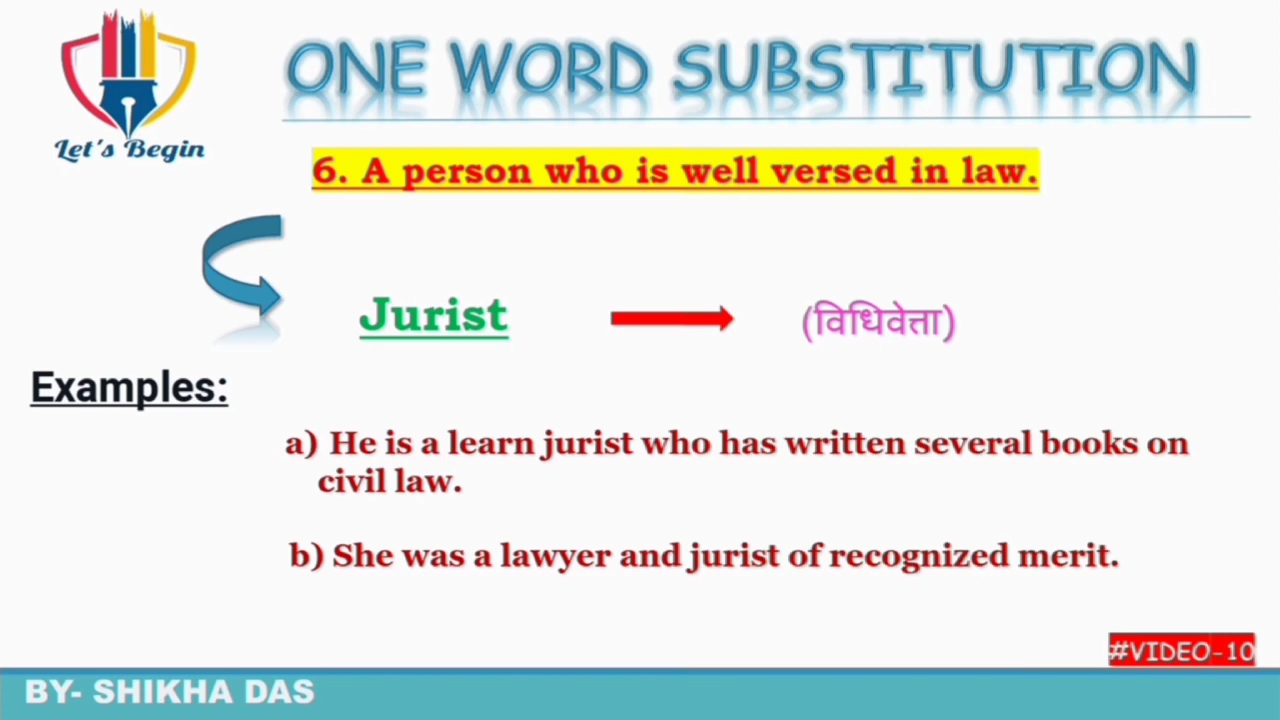 Let's Begin
ONE WORD SUBSTITUTION
6. A person who is well versed in law.
Jurist
(विधिवेत्ता)
Examples:
a) He is a learn jurist who has written several books on
civil law.
b) She was a lawyer and jurist of recognized merit.
#VIDEO-10
BY- SHIKHA DAS